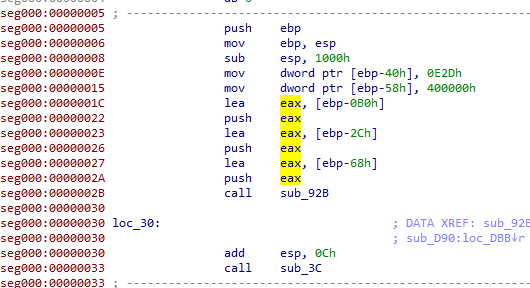 seg000:00000005 ; ---------------------------------------------------------------
seg000:00000005 push ebp
seg000:00000006 mov ebp, esp
seg000:00000008 sub esp, 1000h
seg000:0000000E mov dword ptr [ebp-40h], 0E2Dh
seg000:00000015 mov dword ptr [ebp-58h], 400000h
seg000:0000001C lea eax, [ebp-0B0h]
seg000:00000022 push eax
seg000:00000023 lea eax, [ebp-2Ch]
seg000:00000026 push eax
seg000:00000027 lea eax, [ebp-68h]
seg000:0000002A push eax
seg000:0000002B call sub_92B
seg000:00000030
seg000:00000030 loc_30: ; DATA XREF: sub_92B
seg000:00000030 ; sub_D90:loc_DBB↓r
seg000:00000030 add esp, 0Ch
seg000:00000033 call sub_3C
seg000:00000033 ; ---------------------------------------------------------------